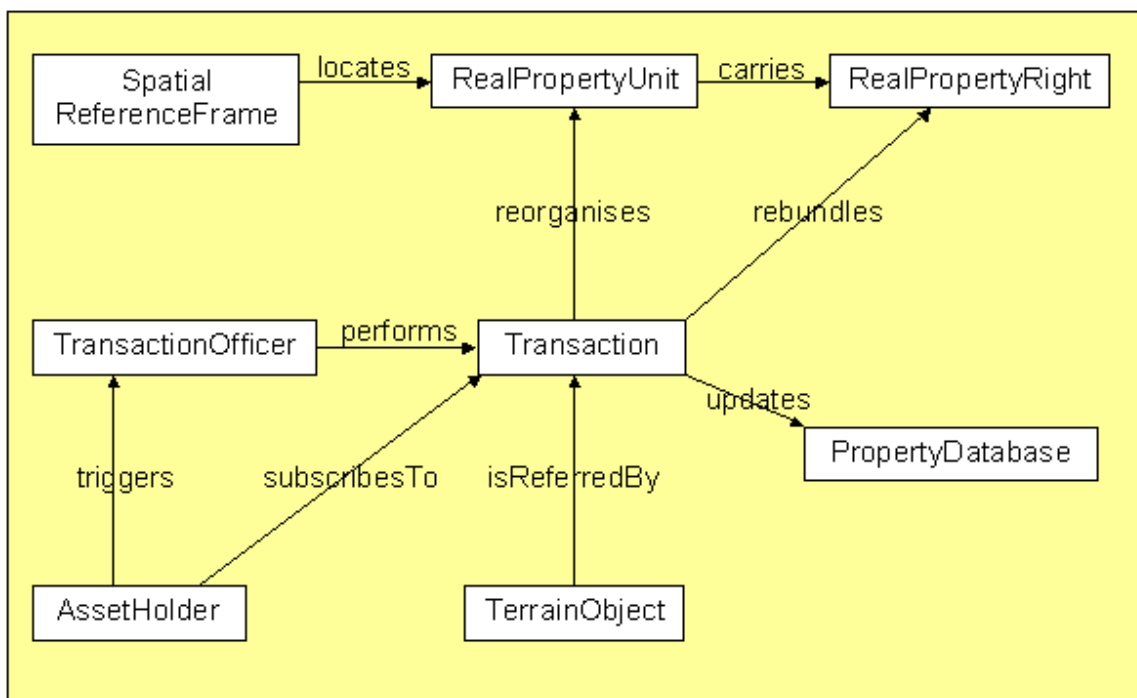 Spatial
ReferenceFrame
locates
RealPropertyUnit
carries
RealPropertyRight
reorganises
rebundles
TransactionOfficer
performs
Transaction
updates
PropertyDatabase
triggers
subscribesTo
isReferredBy
AssetHolder
TerrainObject